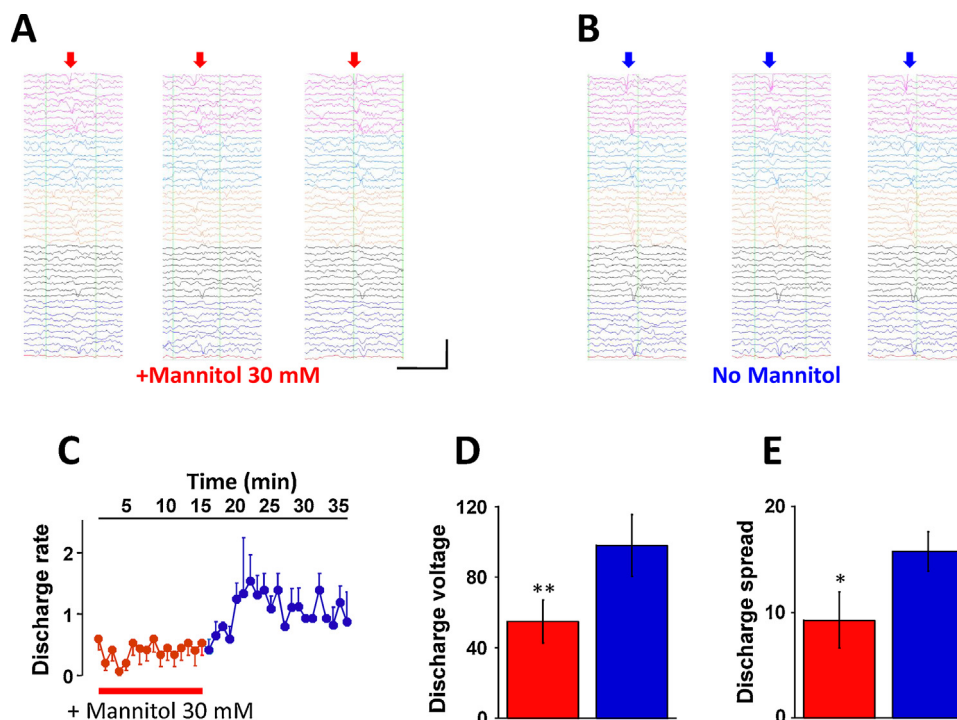 A
B
+Mannitol 30 mM
No Mannitol
C
Time (min)
5 10 15 20 25 30 35
Discharge rate
2
1
0
+ Mannitol 30 mM
D
Discharge voltage
120
80
40
0
**
E
Discharge spread
20
10
0
*